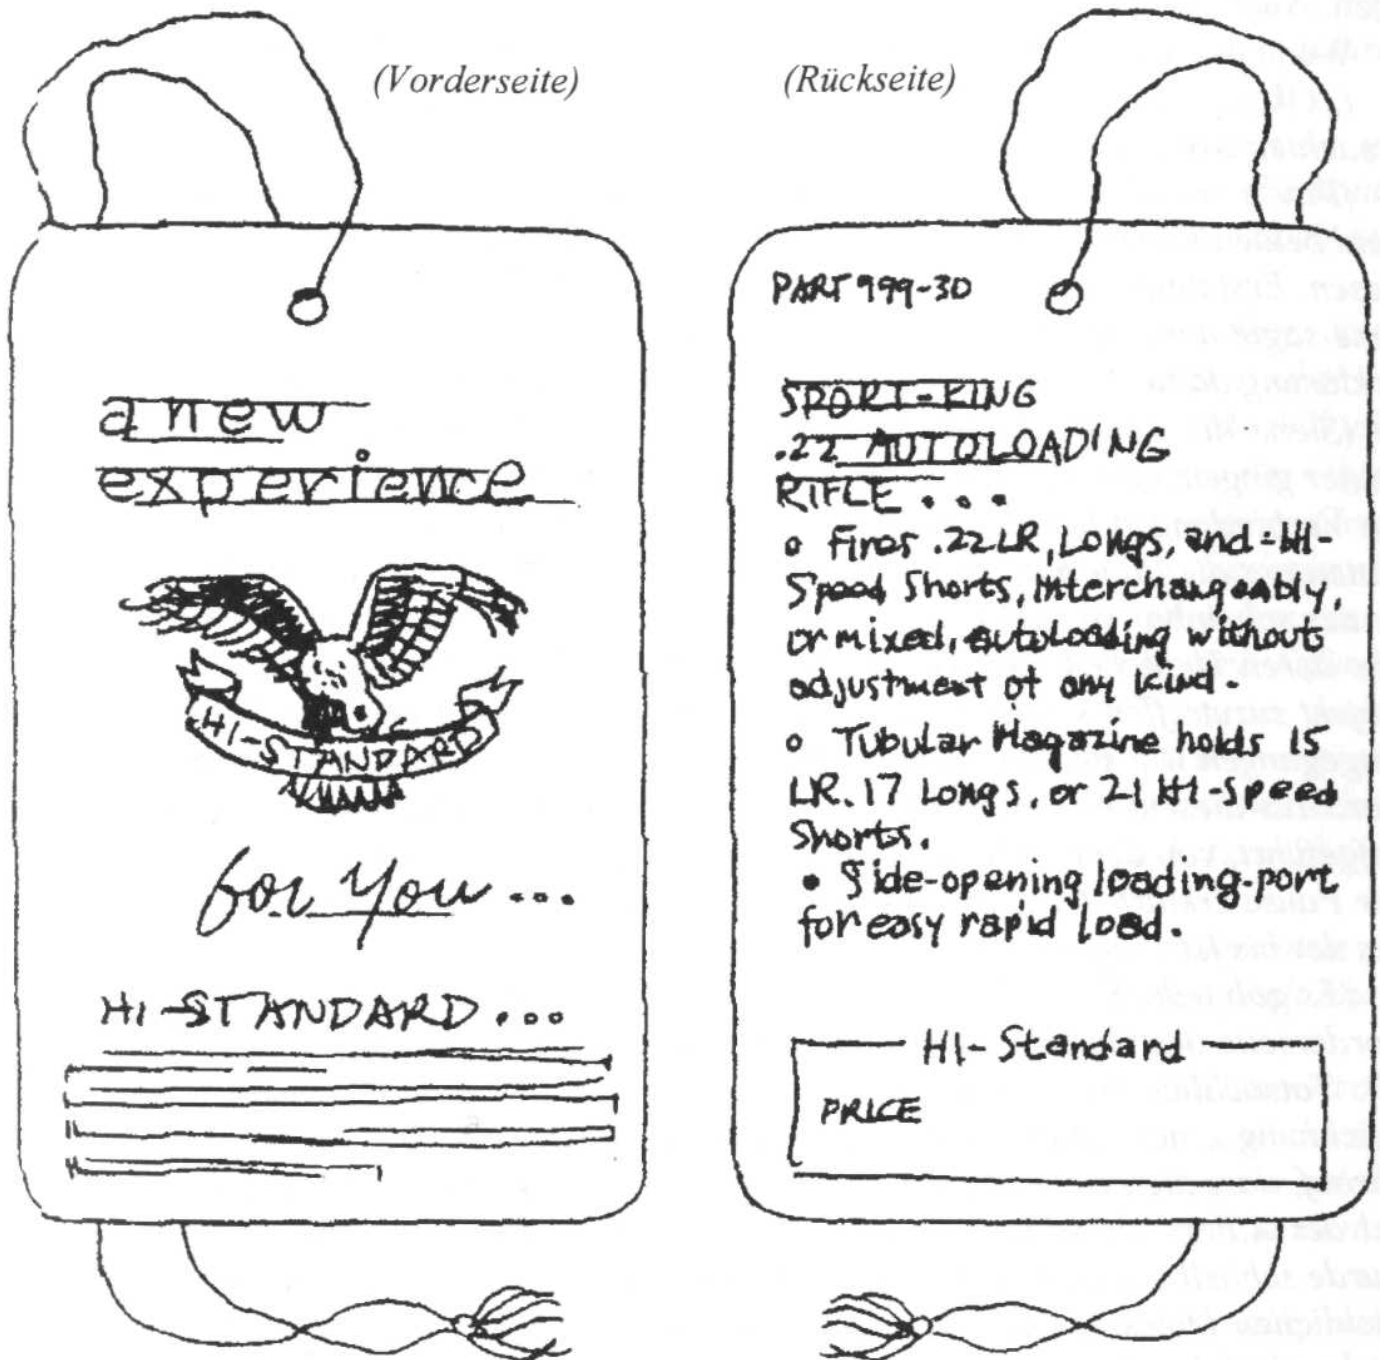 (Vorderseite)
a new
experience
HI-STANDARD
for You...
HI-STANDARD...
(Rückseite)
PART 999-30
SPORT-KING
.22 AUTOLOADING
RIFLE...
• Fires .22 LR, Longs, and HI-
Speed Shorts, interchangeably,
or mixed, autoloading without
adjustment of any kind.
• Tubular Magazine holds 15
LR. 17 Longs, or 21 HI-Speed
Shorts.
• Side-opening loading-port
for easy rapid load.
HI-Standard
PRICE